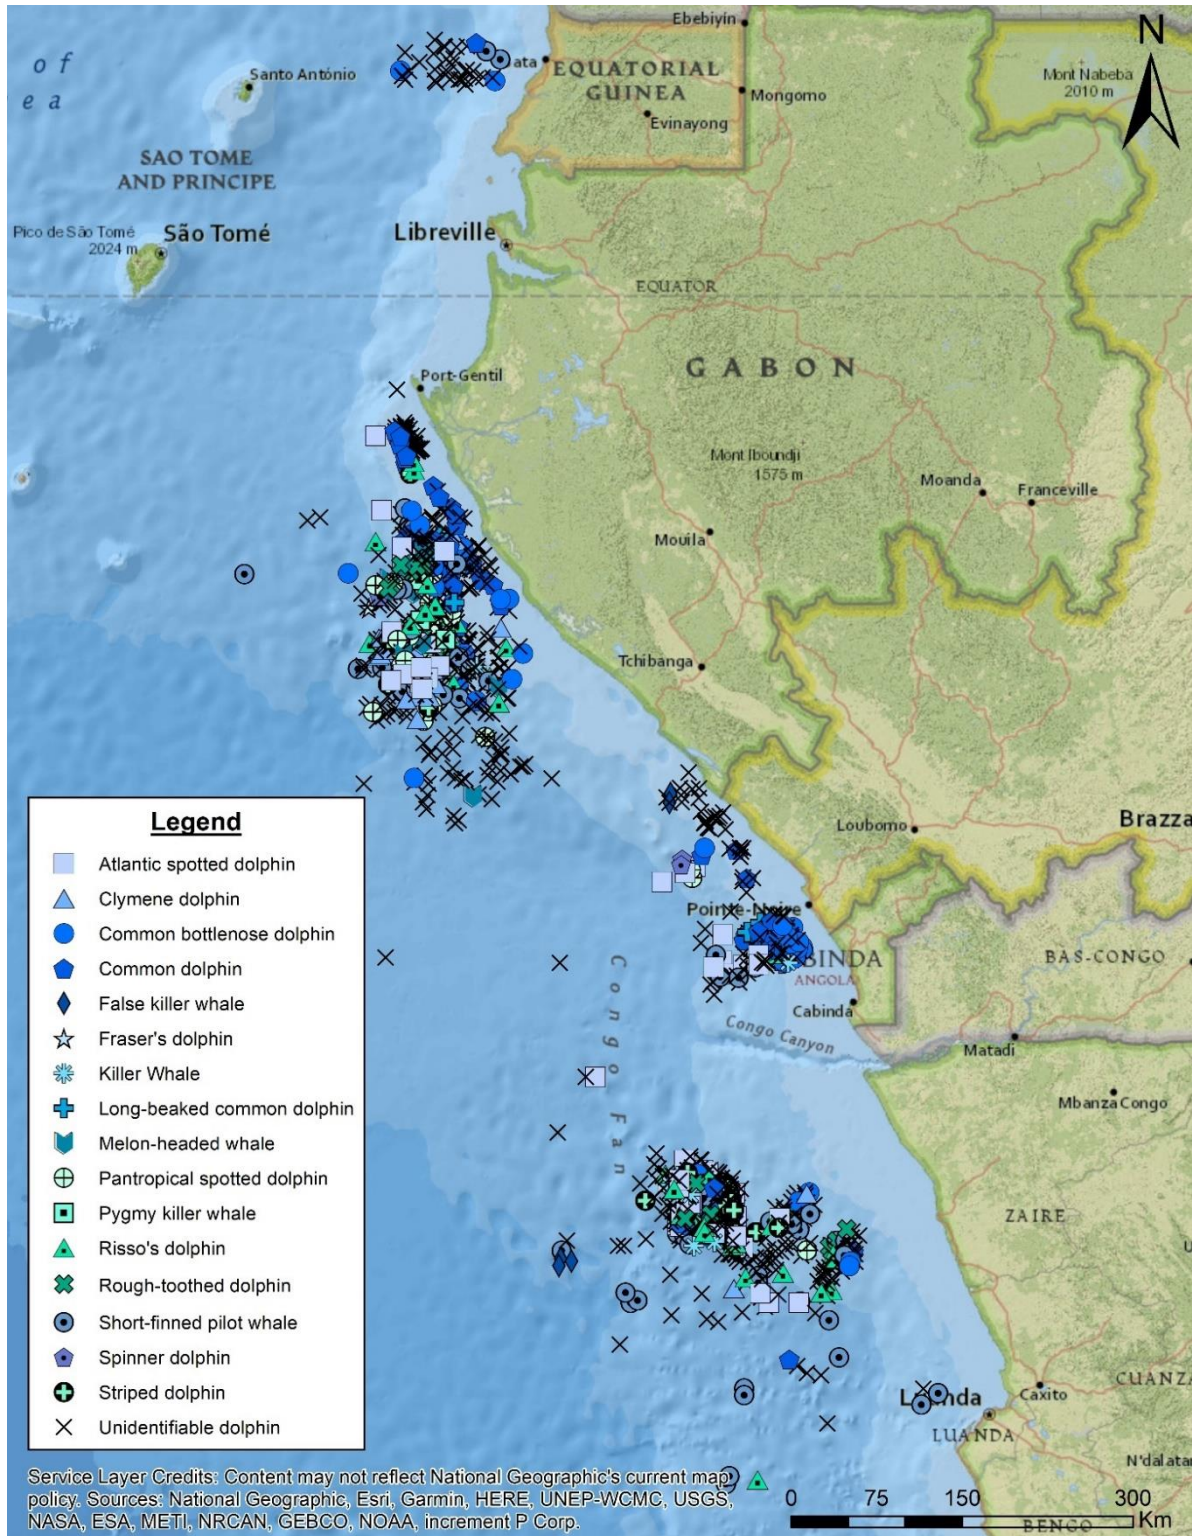 Ebebiyín
N
of
ea
Santo António
ata
EQUATORIAL
GUINEA
Mont Nabeba
2010 m
Mongomo
Evinayong
SAO TOME
AND PRINCIPE
Pico de São Tomé
2024 m
São Tomé
Libreville
EQUATOR
Port-Gentil
GABON
Mont Iboundji
1575 m
Moanda
Franceville
Mouila
Tchibanga
Loubomo
Brazza
Pointe-Noire
BINDA
ANGOLA
BAS-CONGO
Cabinda
Congo Canyon
Matadi
Congo Fan
Mbanza Congo
ZAIRE
U
CUANZA
Luanda
Caxito
LUANDA
N'dalata
BENGO
Legend
Atlantic spotted dolphin
Clymene dolphin
Common bottlenose dolphin
Common dolphin
False killer whale
Fraser's dolphin
Killer Whale
Long-beaked common dolphin
Melon-headed whale
Pantropical spotted dolphin
Pygmy killer whale
Risso's dolphin
Rough-toothed dolphin
Short-finned pilot whale
Spinner dolphin
Striped dolphin
Unidentifiable dolphin
Service Layer Credits: Content may not reflect National Geographic's current map
policy. Sources: National Geographic, Esri, Garmin, HERE, UNEP-WCMC, USGS,
NASA, ESA, METI, NRCAN, GEBCO, NOAA, increment P Corp.
0 75 150 300
Km